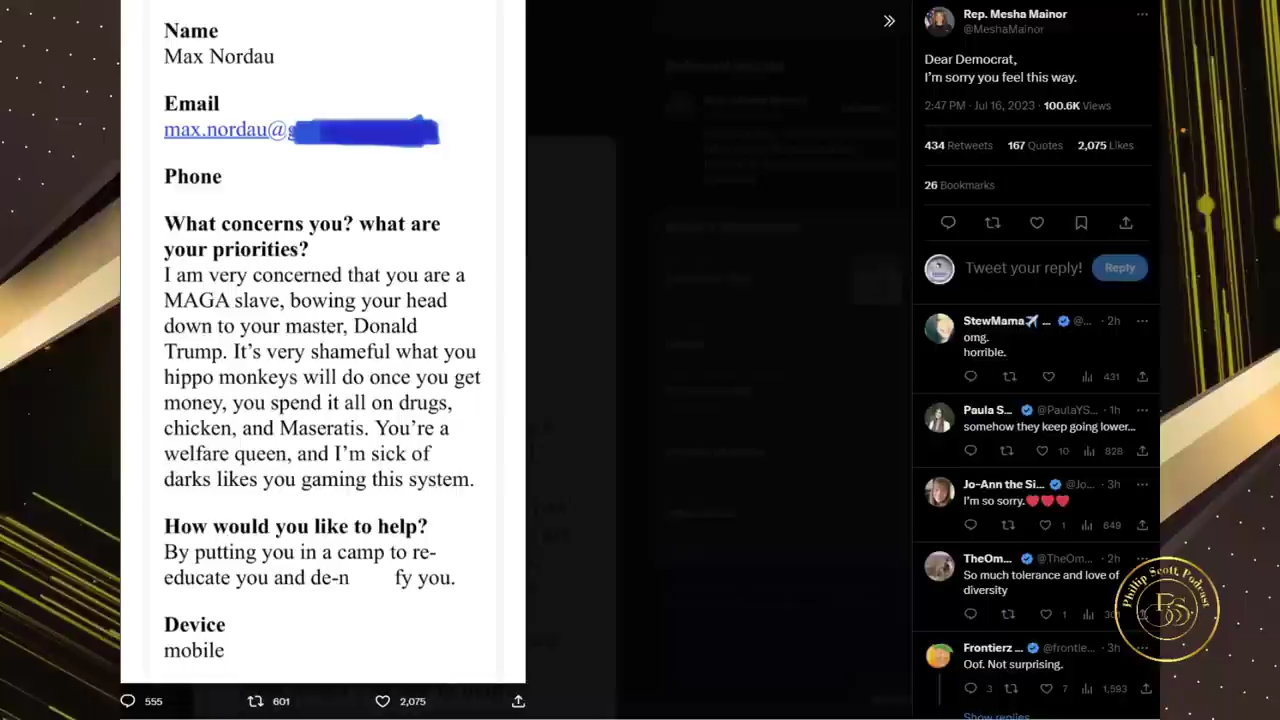 Name
Max Nordau
Email
max.nordau@g
Phone
What concerns you? what are
your priorities?
I am very concerned that you are a
MAGA slave, bowing your head
down to your master, Donald
Trump. It's very shameful what you
hippo monkeys will do once you get
money, you spend it all on drugs,
chicken, and Maseratis. You're a
welfare queen, and I'm sick of
darks likes you gaming this system.
How would you like to help?
By putting you in a camp to re-
educate you and de-n fy you.
Device
mobile
555 601 2,075
Rep. Mesha Mainor
@MeshaMainor
Dear Democrat,
I'm sorry you feel this way.
2:47 PM · Jul 16, 2023 · 100.6K Views
434 Retweets 167 Quotes 2,075 Likes
26 Bookmarks
Tweet your reply! Reply
StewMama ... @... · 2h
omg.
horrible.
431
Paula S... @PaulaYS... · 1h
somehow they keep going lower...
10 828
Jo-Ann the Si... @Jo... · 3h
I'm so sorry.
1 649
TheOm... @TheOm... · 2h
So much tolerance and love of
diversity
1
Frontierz ... @frontie... · 3h
Oof. Not surprising.
3 7 1,593
Show replies
Phillip Scott, Podcast